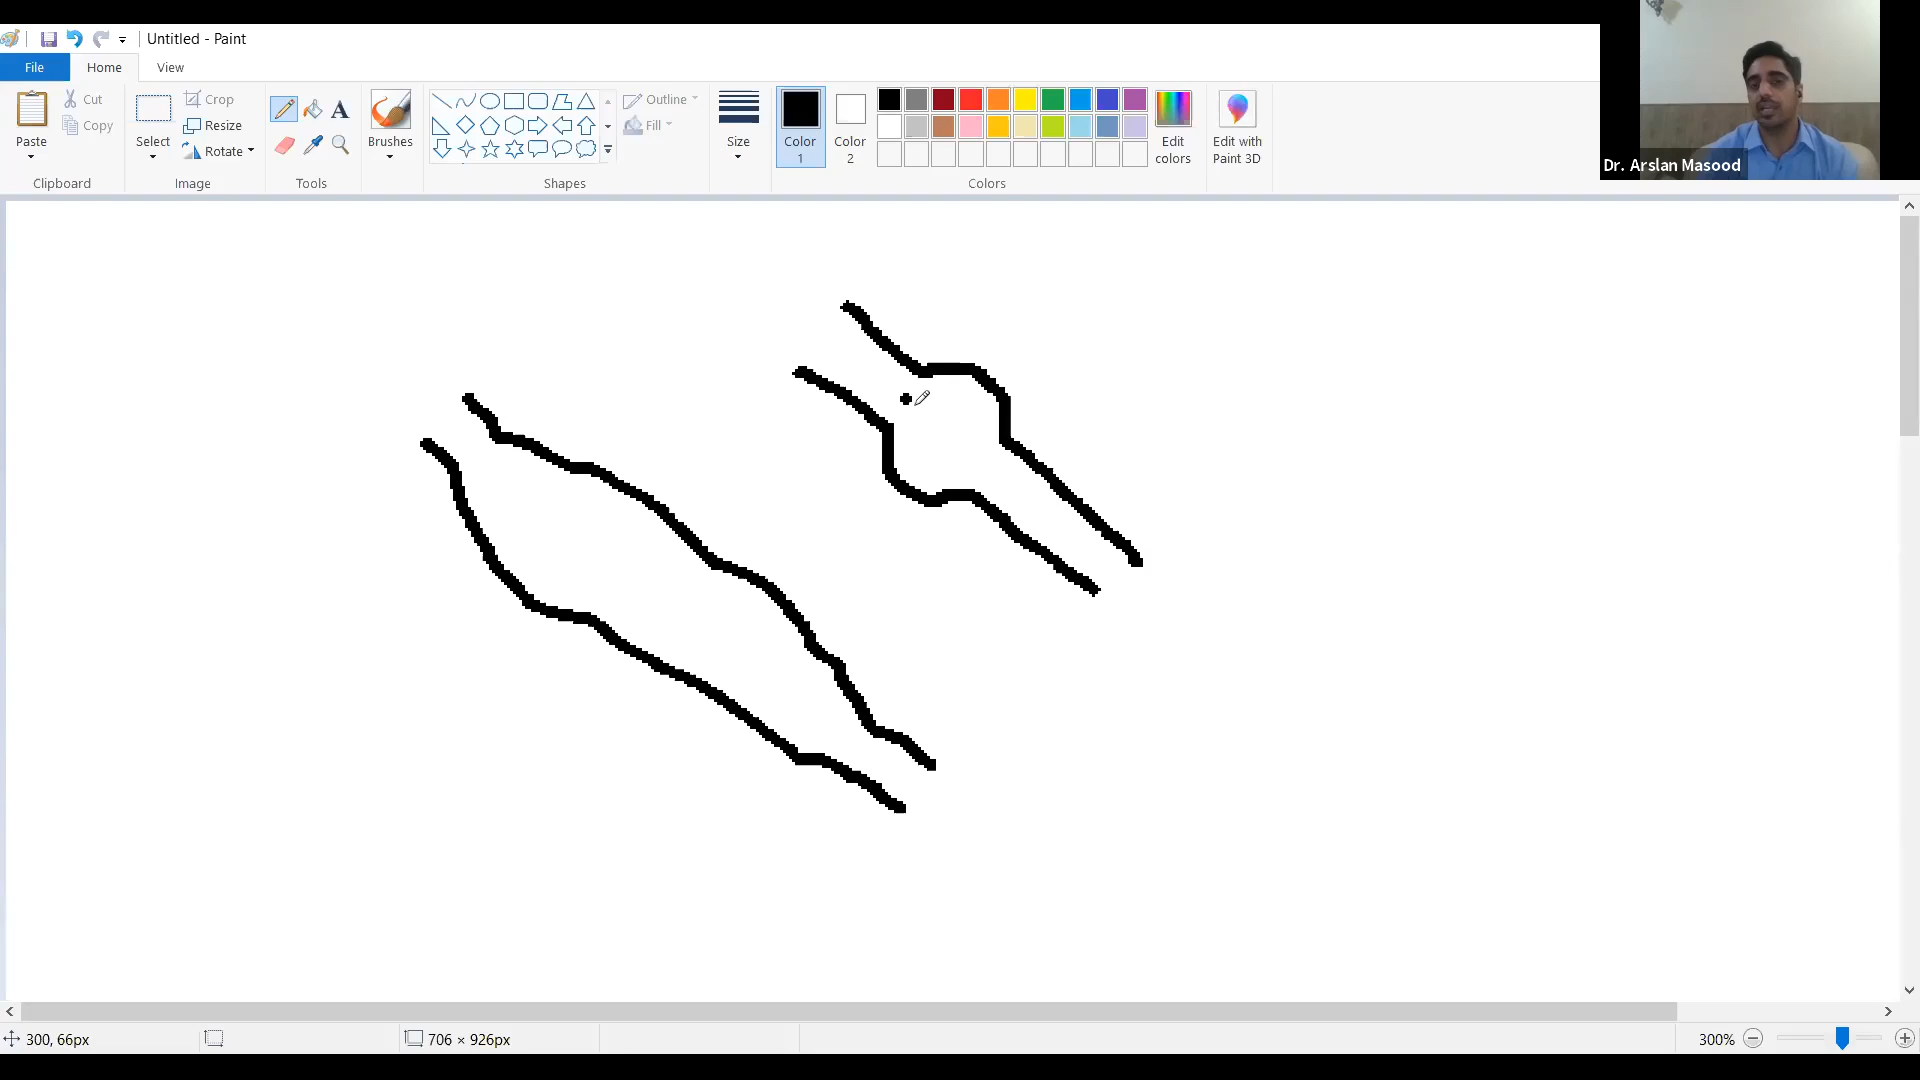 Untitled - Paint
File Home View
Paste
Cut
Copy
Clipboard
Select
Crop
Resize
Rotate
Image
A
Tools
Brushes
Shapes
Outline
Fill
Size
Color 1
Color 2
Colors
Edit colors
Edit with Paint 3D
Dr. Arslan Masood
300, 66px
706 × 926px
300%